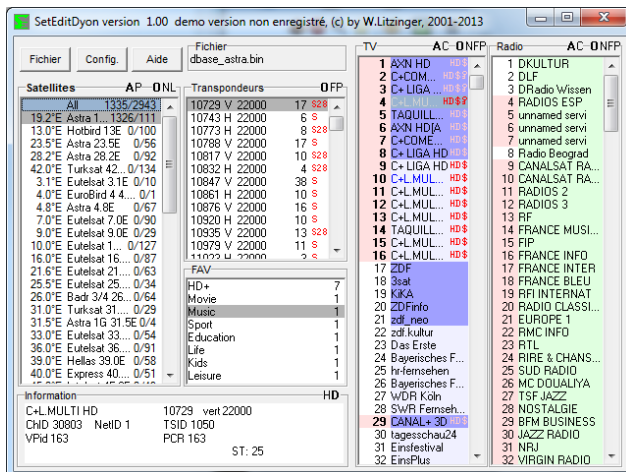 SetEditDyon version 1.00 demo version non enregistré, (c) by W.Litzinger, 2001-2013
Fichier
Config.
Aide
Fichier
dbase_astra.bin
Satellites A P O N L
All 1335/2943
19.2°E Astra 1... 1326/111
13.0°E Hotbird 13E 0/100
23.5°E Astra 23.5E 0/56
28.2°E Astra 28.2E 0/92
42.0°E Turksat 42... 0/134
3.1°E Eutelsat 3.1E 0/10
4.0°E EuroBird 4 4.... 0/1
4.8°E Astra 4.8E 0/67
7.0°E Eutelsat 7.0E 0/90
9.0°E Eutelsat 9.0E 0/29
10.0°E Eutelsat 1... 0/127
16.0°E Eutelsat 16.... 0/87
21.6°E Eutelsat 21.... 0/63
25.5°E Eutelsat 25.... 0/34
26.0°E Badr 3/4 26.... 0/64
31.0°E Turksat 31.... 0/29
31.5°E Astra 1G 31.5E 0/4
33.0°E Eutelsat 33.... 0/54
36.0°E Eutelsat 36.... 0/91
39.0°E Hellas 39.0E 0/58
40.0°E Express 40.... 0/51
Transpondeurs O F P
10729 V 22000 17 S28
10743 H 22000 6 S
10773 H 22000 8 S28
10788 V 22000 17 S
10817 V 22000 10 S28
10832 H 22000 4 S28
10847 V 22000 38 S
10861 H 22000 10 S
10876 V 22000 16 S
10920 H 22000 10 S
10935 V 22000 13 S28
10979 V 22000 11 S
11023 H 22000 3 S
FAV
HD+ 7
Movie 1
Music 1
Sport 1
Education 1
Life 1
Kids 1
Leisure 1
Information HD
C+L.MULTI HD 10729 vert 22000
ChID 30803 NetID 1 TSID 1050
VPid 163 PCR 163
ST: 25
TV A C O N F P
1 AXN HD HD$
2 C+COM... HD$?
3 C+ LIGA ... HD$?
4 C+L.MU... HD$?
5 TAQUILL... HD$
6 AXN HD[A HD$
7 C+COME... HD$
8 C+ LIGA HD HD$
9 C+ LIGA HD HD$
10 C+L.MUL... HD$
11 C+L.MUL... HD$
12 C+L.MUL... HD$
13 C+L.MUL... HD$
14 TAQUILL... HD$
15 C+L.MUL... HD$
16 C+L.MUL... HD$
17 ZDF
18 3sat
19 KiKA
20 ZDFinfo
21 zdf_neo
22 zdf.kultur
23 Das Erste
24 Bayerisches F...
25 hr-fernsehen
26 Bayerisches F...
27 WDR Köln
28 SWR Fernseh...
29 CANAL+ 3D HD$
30 tagesschau24
31 Einsfestival
32 EinsPlus
Radio A C O N F P
1 DKULTUR
2 DLF
3 DRadio Wissen
4 RADIOS ESP
5 unnamed servi
6 unnamed servi
7 unnamed servi
8 Radio Beograd
9 CANALSAT RA...
10 CANALSAT RA...
11 RADIOS 2
12 RADIOS 3
13 RF
14 FRANCE MUSI...
15 FIP
16 FRANCE INFO
17 FRANCE INTER
18 FRANCE BLEU
19 RFI INTERNAT
20 RADIO CLASSI...
21 EUROPE 1
22 RMC INFO
23 RTL
24 RIRE & CHANS...
25 SUD RADIO
26 MC DOUALIYA
27 TSF JAZZ
28 NOSTALGIE
29 BFM BUSINESS
30 JAZZ RADIO
31 NRJ
32 VIRGIN RADIO